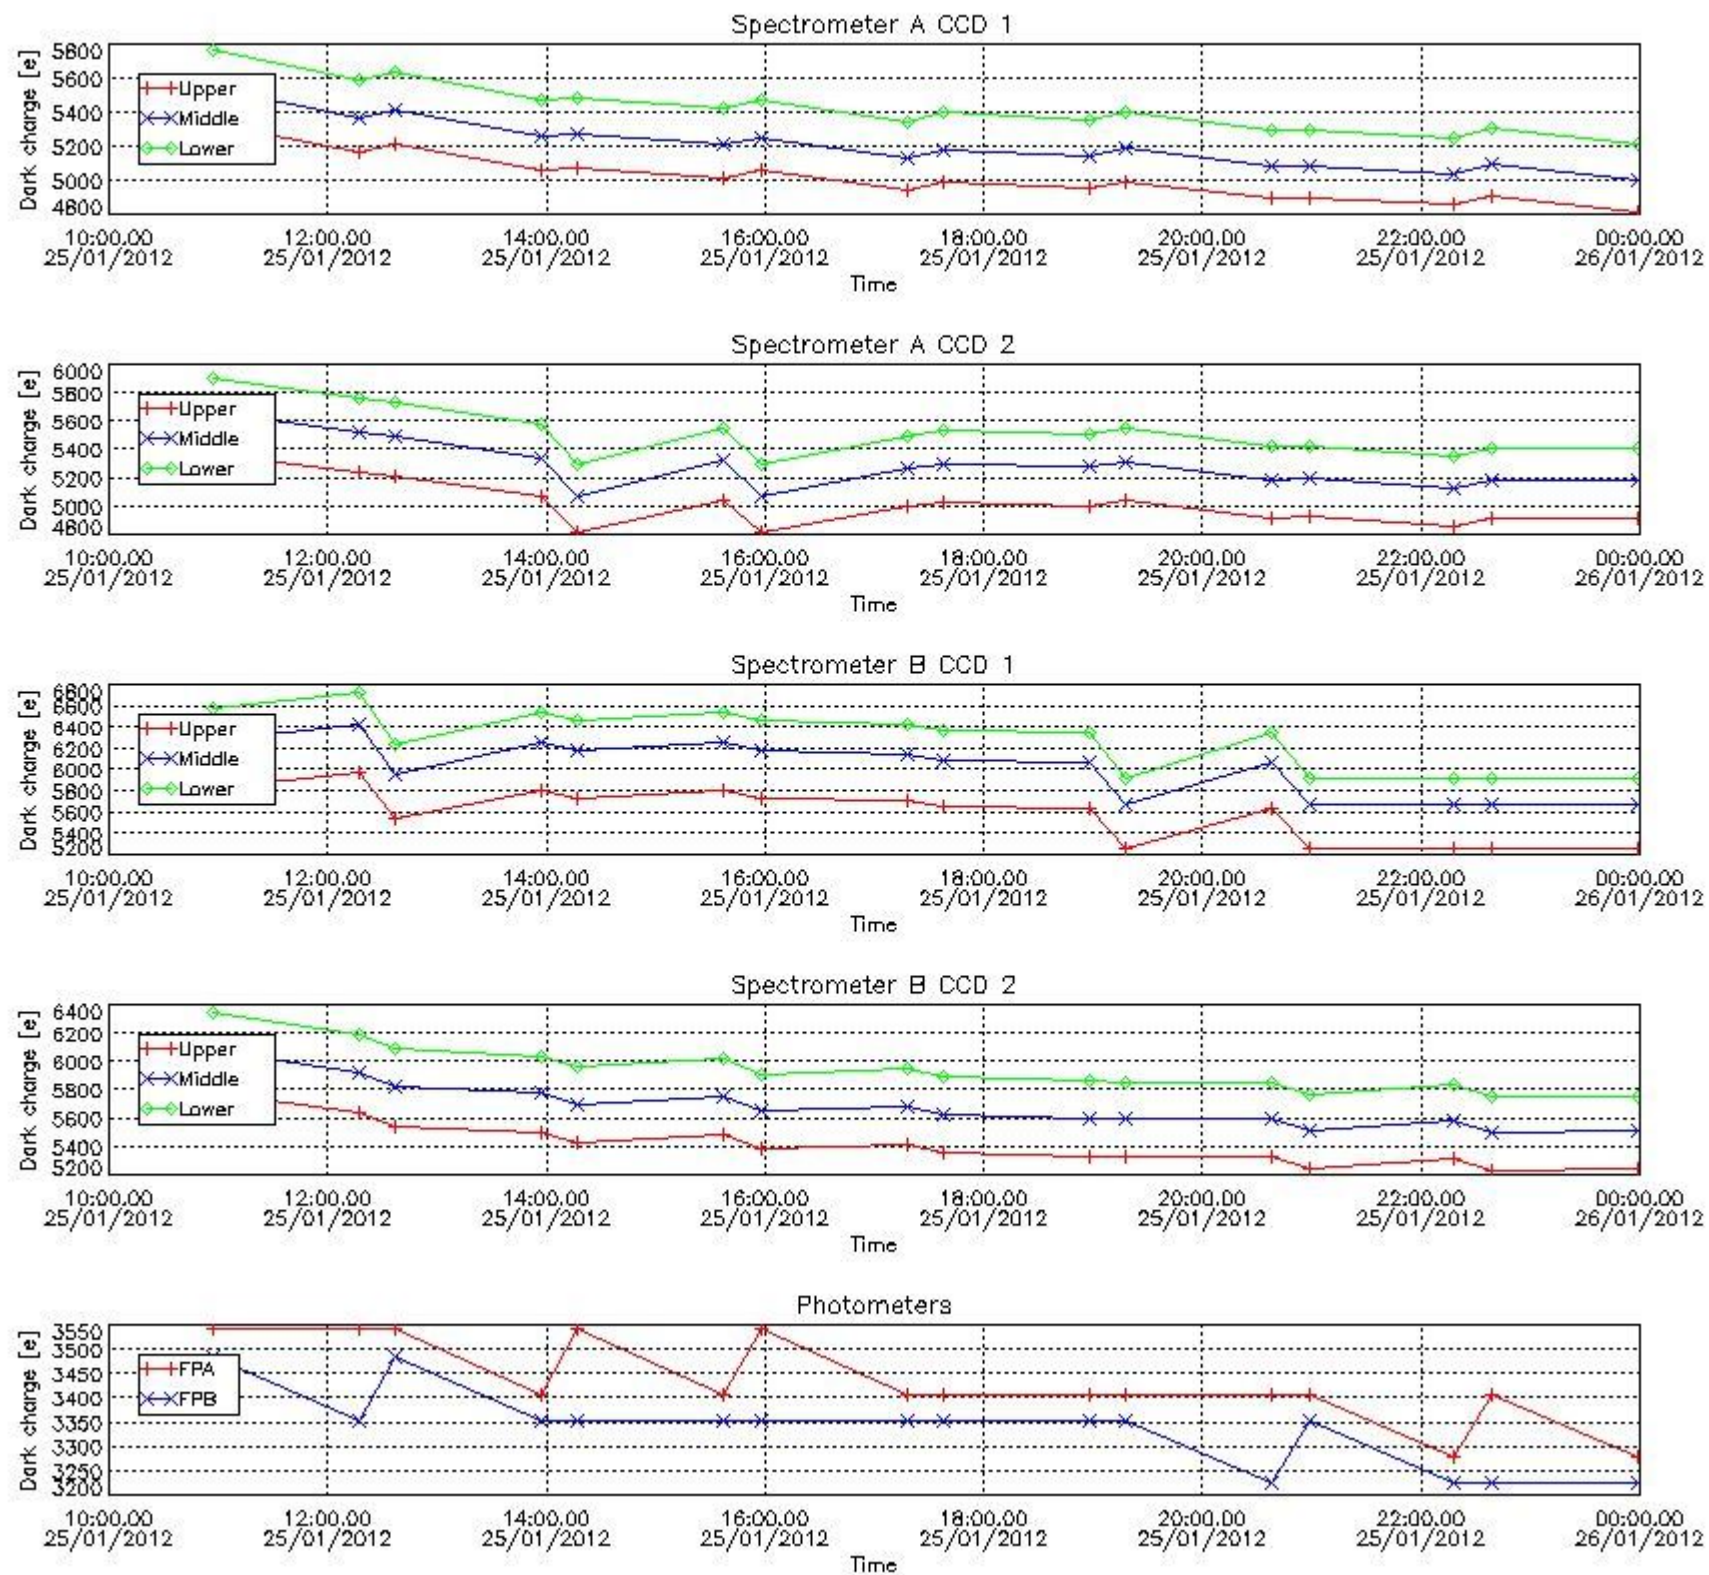 Spectrometer A CCD 1
Dark charge [e]
5800
5600
5400
5200
5000
4800
Upper
Middle
Lower
10:00.00 12:00.00 14:00.00 16:00.00 18:00.00 20:00.00 22:00.00 00:00.00
25/01/2012 25/01/2012 25/01/2012 25/01/2012 25/01/2012 25/01/2012 25/01/2012 26/01/2012
Time
Spectrometer A CCD 2
Dark charge [e]
6000
5800
5600
5400
5200
5000
4800
Upper
Middle
Lower
10:00.00 12:00.00 14:00.00 16:00.00 18:00.00 20:00.00 22:00.00 00:00.00
25/01/2012 25/01/2012 25/01/2012 25/01/2012 25/01/2012 25/01/2012 25/01/2012 26/01/2012
Time
Spectrometer B CCD 1
Dark charge [e]
6800
6600
6400
6200
6000
5800
5600
5400
5200
Upper
Middle
Lower
10:00.00 12:00.00 14:00.00 16:00.00 18:00.00 20:00.00 22:00.00 00:00.00
25/01/2012 25/01/2012 25/01/2012 25/01/2012 25/01/2012 25/01/2012 25/01/2012 26/01/2012
Time
Spectrometer B CCD 2
Dark charge [e]
6400
6200
6000
5800
5600
5400
5200
Upper
Middle
Lower
10:00.00 12:00.00 14:00.00 16:00.00 18:00.00 20:00.00 22:00.00 00:00.00
25/01/2012 25/01/2012 25/01/2012 25/01/2012 25/01/2012 25/01/2012 25/01/2012 26/01/2012
Time
Photometers
Dark charge [e]
3550
3500
3450
3400
3350
3300
3250
3200
FPA
FPB
10:00.00 12:00.00 14:00.00 16:00.00 18:00.00 20:00.00 22:00.00 00:00.00
25/01/2012 25/01/2012 25/01/2012 25/01/2012 25/01/2012 25/01/2012 25/01/2012 26/01/2012
Time